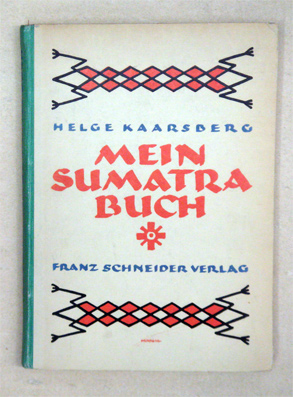 HELGE KAARSBERG
MEIN
SUMATRA
BUCH
FRANZ SCHNEIDER VERLAG